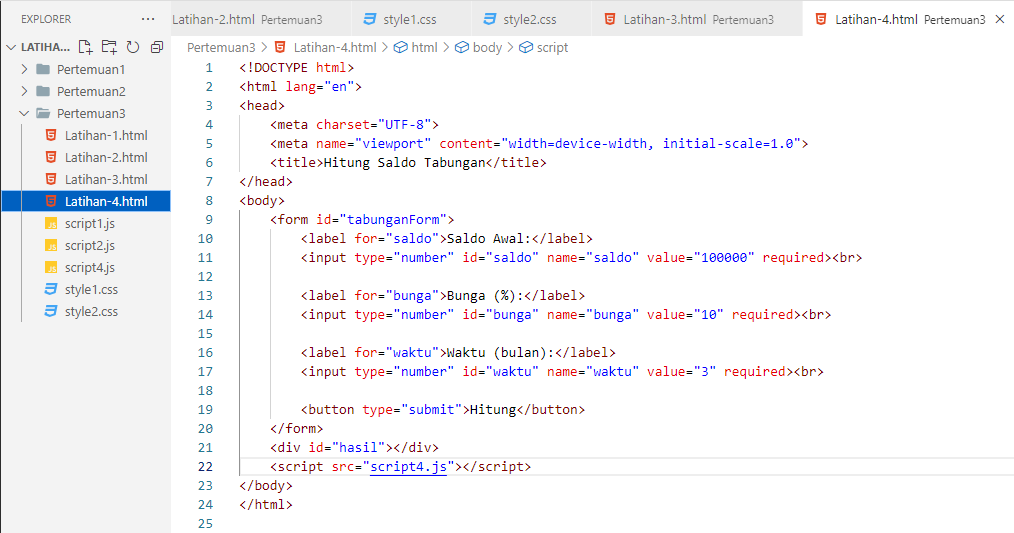 EXPLORER ...
LATIHA...
Pertemuan1
Pertemuan2
Pertemuan3
Latihan-1.html
Latihan-2.html
Latihan-3.html
Latihan-4.html
JS script1.js
JS script2.js
JS script4.js
style1.css
style2.css
Latihan-2.html Pertemuan3 style1.css style2.css Latihan-3.html Pertemuan3 Latihan-4.html Pertemuan3 ×
Pertemuan3 > Latihan-4.html > html > body > script
1 <!DOCTYPE html>
2 <html lang="en">
3 <head>
4 <meta charset="UTF-8">
5 <meta name="viewport" content="width=device-width, initial-scale=1.0">
6 <title>Hitung Saldo Tabungan</title>
7 </head>
8 <body>
9 <form id="tabunganForm">
10 <label for="saldo">Saldo Awal:</label>
11 <input type="number" id="saldo" name="saldo" value="100000" required><br>
12
13 <label for="bunga">Bunga (%):</label>
14 <input type="number" id="bunga" name="bunga" value="10" required><br>
15
16 <label for="waktu">Waktu (bulan):</label>
17 <input type="number" id="waktu" name="waktu" value="3" required><br>
18
19 <button type="submit">Hitung</button>
20 </form>
21 <div id="hasil"></div>
22 <script src="script4.js"></script>
23 </body>
24 </html>
25